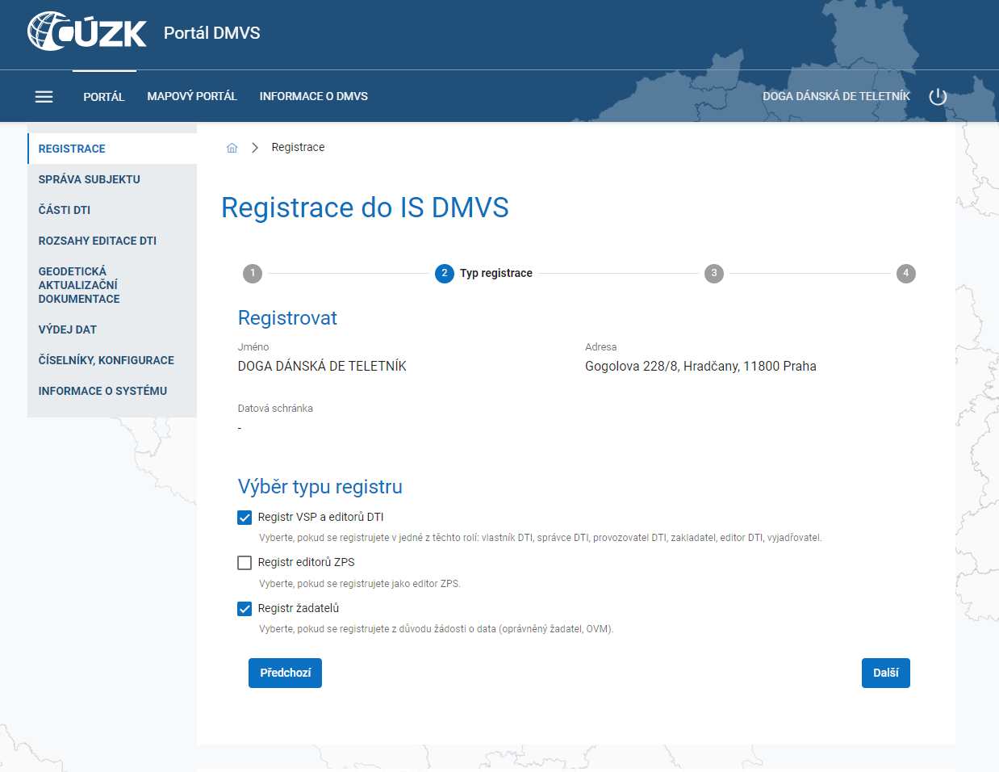 ČÚZK Portál DMVS
PORTÁL MAPOVÝ PORTÁL INFORMACE O DMVS DOGA DÁNSKÁ DE TELETNÍK
REGISTRACE
SPRÁVA SUBJEKTU
ČÁSTI DTI
ROZSAHY EDITACE DTI
GEODETICKÁ
AKTUALIZAČNÍ
DOKUMENTACE
VÝDEJ DAT
ČÍSELNÍKY, KONFIGURACE
INFORMACE O SYSTÉMU
Registrace
Registrace do IS DMVS
1 2 Typ registrace 3 4
Registrovat
Jméno Adresa
DOGA DÁNSKÁ DE TELETNÍK Gogolova 228/8, Hradčany, 11800 Praha
Datová schránka
-
Výběr typu registru
Registr VSP a editorů DTI
Vyberte, pokud se registrujete v jedné z těchto rolí: vlastník DTI, správce DTI, provozovatel DTI, zakladatel, editor DTI, vyjadřovatel.
Registr editorů ZPS
Vyberte, pokud se registrujete jako editor ZPS.
Registr žadatelů
Vyberte, pokud se registrujete z důvodu žádosti o data (oprávněný žadatel, OVM).
Předchozí Další